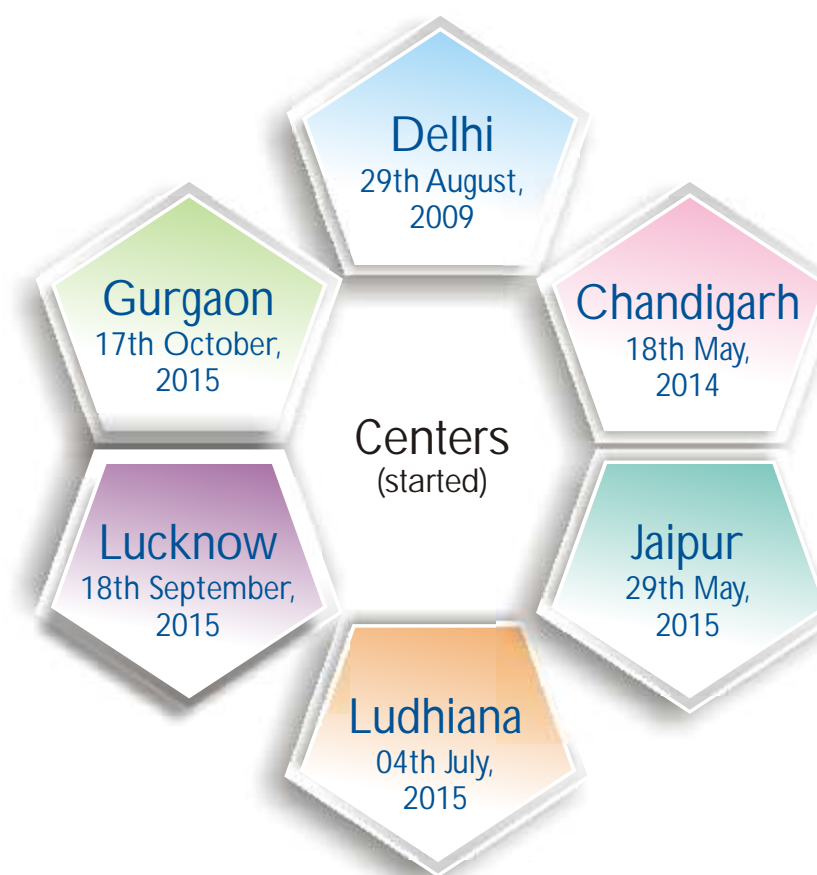 Delhi
29th August,
2009
Chandigarh
18th May,
2014
Jaipur
29th May,
2015
Ludhiana
04th July,
2015
Lucknow
18th September,
2015
Gurgaon
17th October,
2015
Centers
(started)